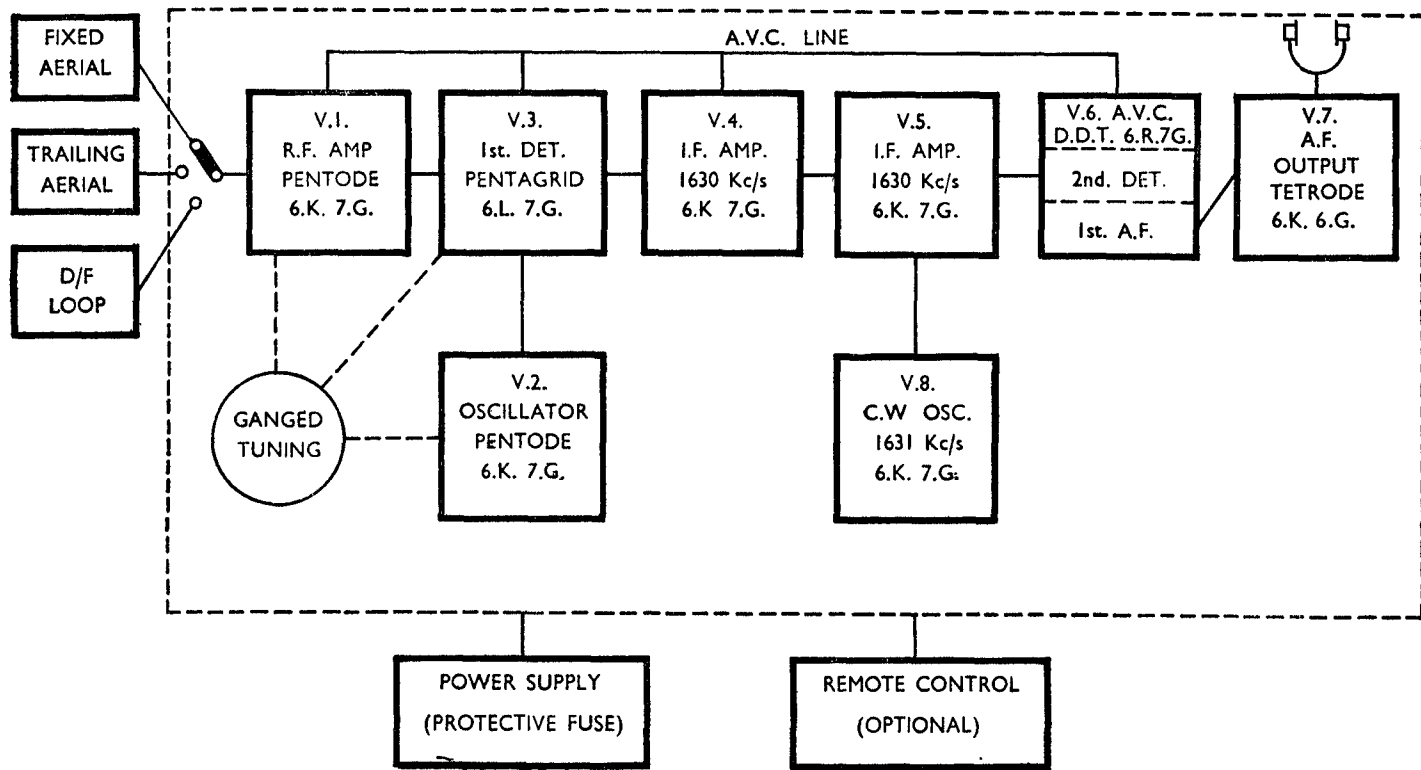 FIXED
AERIAL
TRAILING
AERIAL
D/F
LOOP
A.V.C. LINE
V.1.
R.F. AMP
PENTODE
6.K. 7.G.
V.3.
1st. DET.
PENTAGRID
6.L. 7.G.
V.4.
I.F. AMP.
1630 Kc/s
6.K 7.G.
V.5.
I.F. AMP.
1630 Kc/s
6.K. 7.G.
V.6. A.V.C.
D.D.T. 6.R.7G.
2nd. DET.
1st. A.F.
V.7.
A.F.
OUTPUT
TETRODE
6.K. 6.G.
GANGED
TUNING
V.2.
OSCILLATOR
PENTODE
6.K. 7.G.
V.8.
C.W OSC.
1631 Kc/s
6.K. 7.G.
POWER SUPPLY
(PROTECTIVE FUSE)
REMOTE CONTROL
(OPTIONAL)